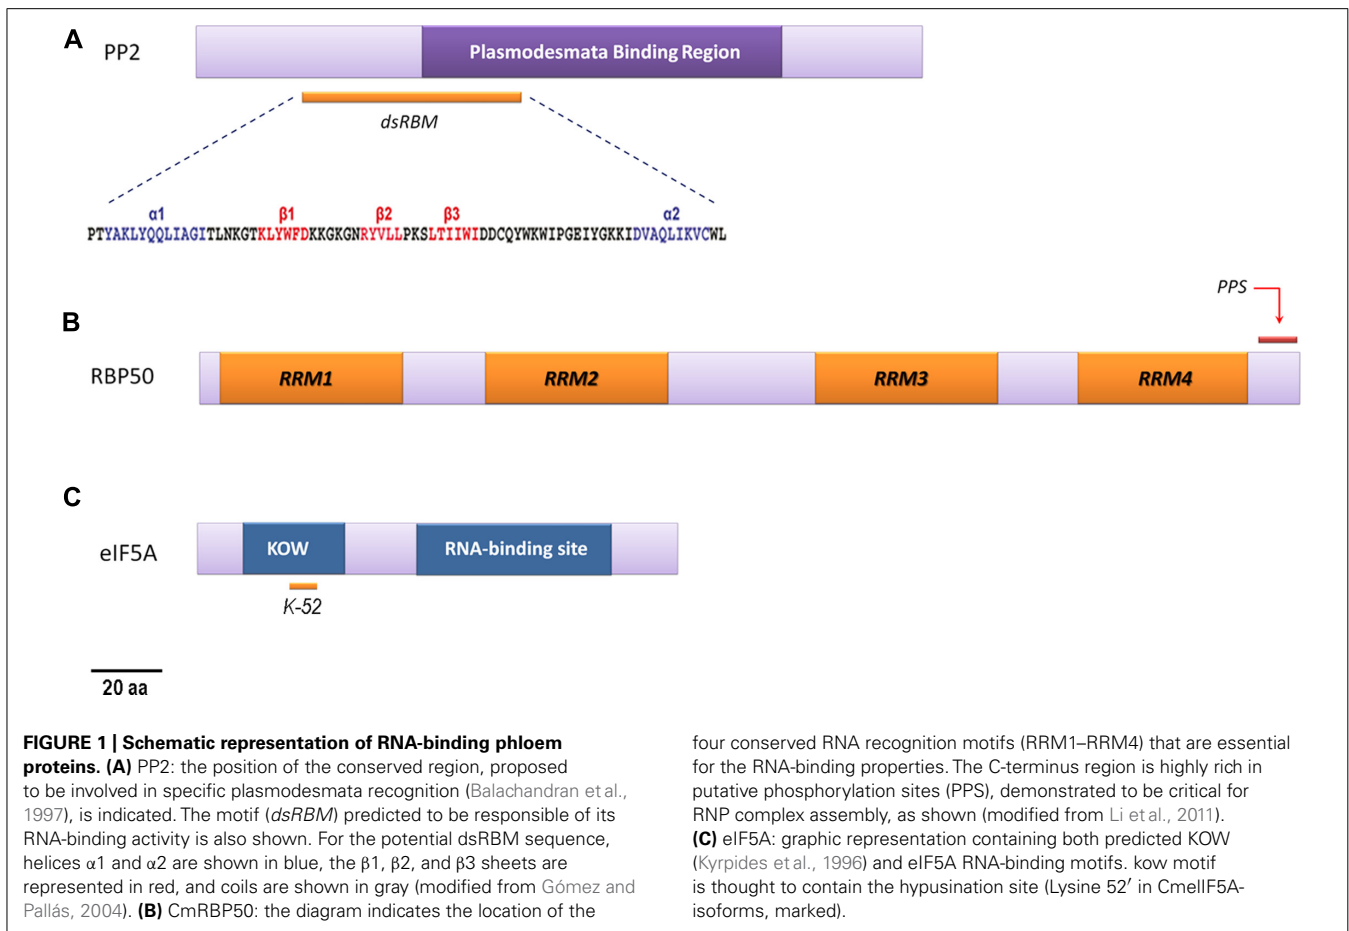 A
PP2
Plasmodesmata Binding Region
dsRBM
α1 β1 β2 β3 α2
PTYAKLYQQLIAGITLNKGTKLYWFDKKGKGNRYVLLPKSLTIIWIDDCQYWKWIPGEIYGKKIDVAQLIKVCWL
PPS
B
RBP50
RRM1 RRM2 RRM3 RRM4
C
eIF5A
KOW RNA-binding site
K-52
20 aa
FIGURE 1 | Schematic representation of RNA-binding phloem
proteins. (A) PP2: the position of the conserved region, proposed
to be involved in specific plasmodesmata recognition (Balachandran et al.,
1997), is indicated. The motif (dsRBM) predicted to be responsible of its
RNA-binding activity is also shown. For the potential dsRBM sequence,
helices α1 and α2 are shown in blue, the β1, β2, and β3 sheets are
represented in red, and coils are shown in gray (modified from Gómez and
Pallás, 2004). (B) CmRBP50: the diagram indicates the location of the
four conserved RNA recognition motifs (RRM1–RRM4) that are essential
for the RNA-binding properties. The C-terminus region is highly rich in
putative phosphorylation sites (PPS), demonstrated to be critical for
RNP complex assembly, as shown (modified from Li et al., 2011).
(C) eIF5A: graphic representation containing both predicted KOW
(Kyrpides et al., 1996) and eIF5A RNA-binding motifs. kow motif
is thought to contain the hypusination site (Lysine 52′ in CmelIF5A-
isoforms, marked).